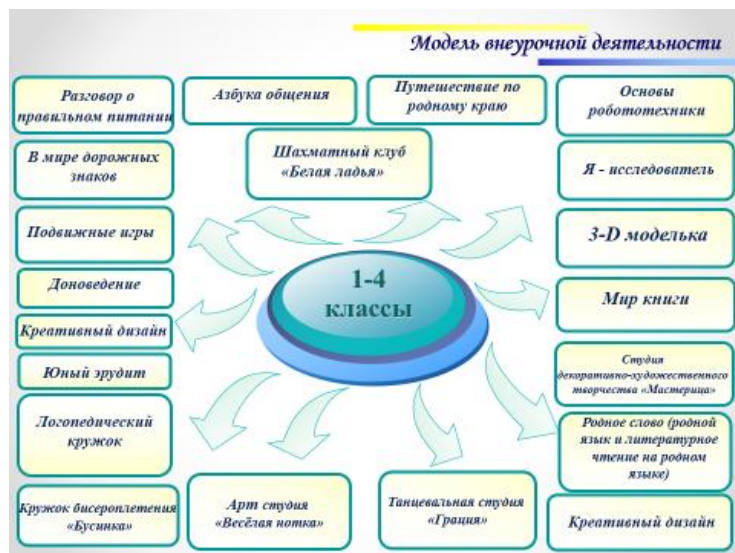 Модель внеурочной деятельности
Разговор о
правильном питании
Азбука общения
Путешествие по
родному краю
Основы
робототехники
В мире дорожных
знаков
Шахматный клуб
«Белая ладья»
Я - исследователь
Подвижные игры
3-D моделька
Доноведение
1-4
классы
Мир книги
Креативный дизайн
Юный эрудит
Студия
декоративно-художественного
творчества «Мастерица»
Логопедический
кружок
Родное слово (родной
язык и литературное
чтение на родном
языке)
Кружок бисероплетения
«Бусинка»
Арт студия
«Весёлая нотка»
Танцевальная студия
«Грация»
Креативный дизайн